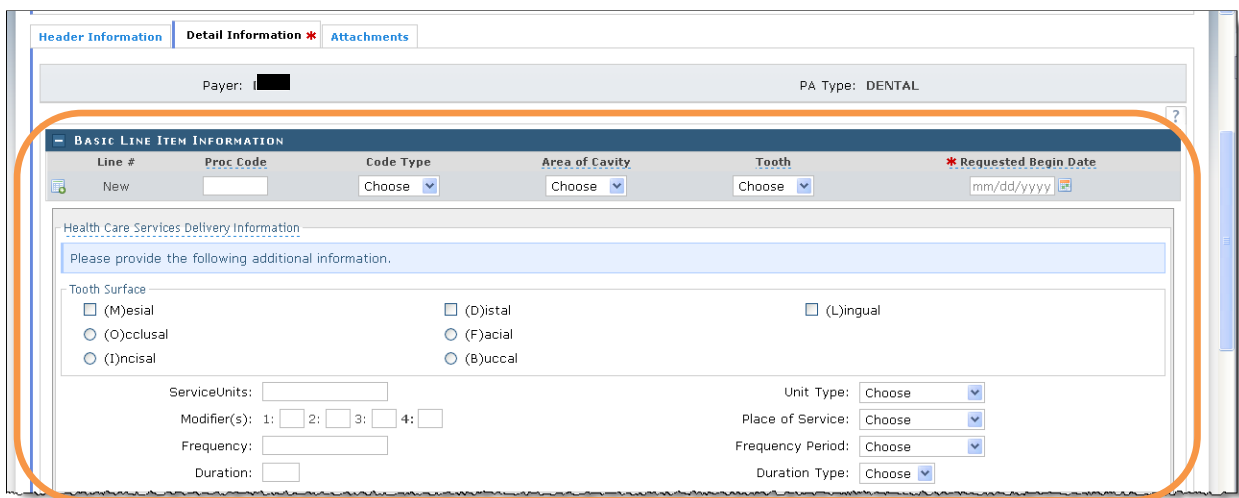 Header Information Detail Information * Attachments
Payer: PA Type: DENTAL
?
BASIC LINE ITEM INFORMATION
Line # Proc Code Code Type Area of Cavity Tooth * Requested Begin Date
New Choose Choose Choose mm/dd/yyyy
Health Care Services Delivery Information
Please provide the following additional information.
Tooth Surface
(M)esial (D)istal (L)ingual
(O)cclusal (F)acial
(I)ncisal (B)uccal
ServiceUnits: Unit Type: Choose
Modifier(s): 1: 2: 3: 4: Place of Service: Choose
Frequency: Frequency Period: Choose
Duration: Duration Type: Choose